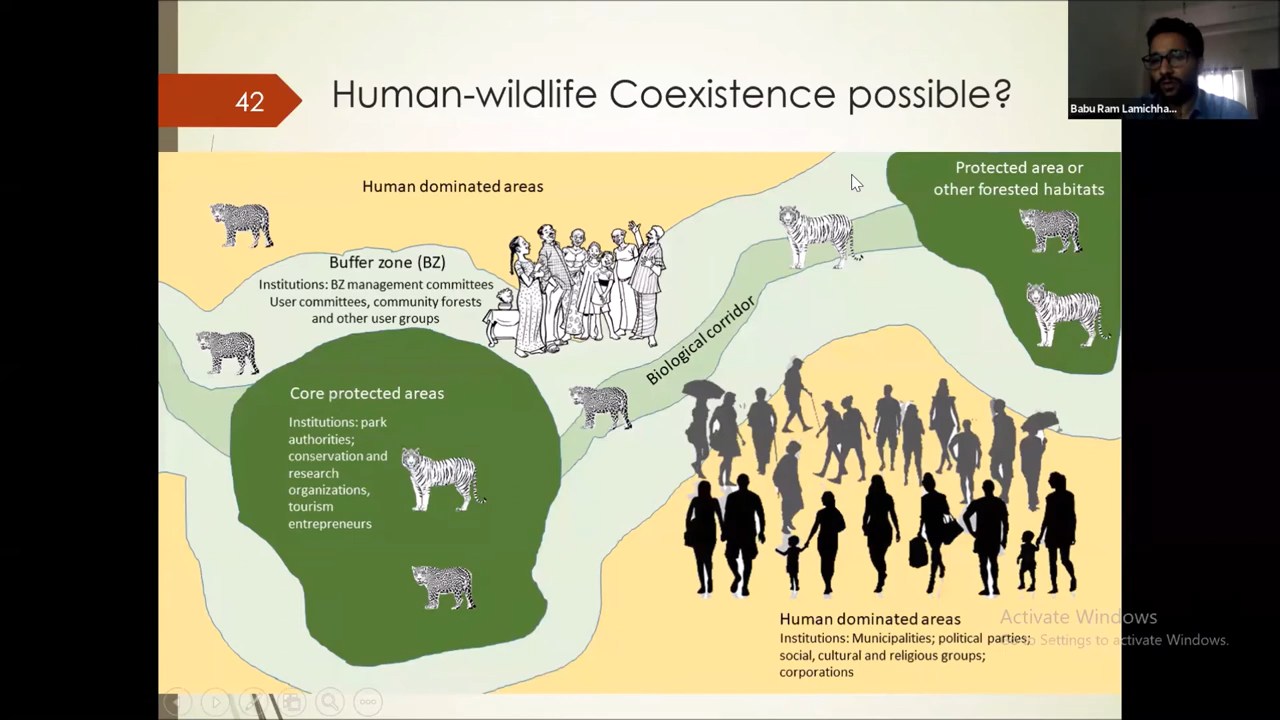 42
Human-wildlife Coexistence possible?
Babu Ram Lamichha...
Human dominated areas
Protected area or
other forested habitats
Buffer zone (BZ)
Institutions: BZ management committees
User committees, community forests
and other user groups
Biological corridor
Core protected areas
Institutions: park
authorities;
conservation and
research
organizations,
tourism
entrepreneurs
Human dominated areas
Institutions: Municipalities; political parties;
social, cultural and religious groups;
corporations
Activate Windows
Go to Settings to activate Windows.